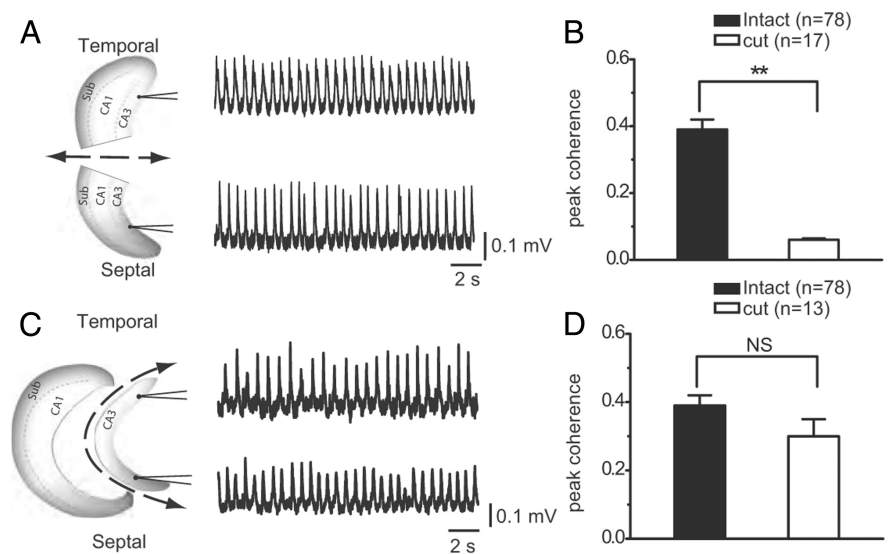 A
Temporal
Sub
CA1
CA3
Sub
CA1
CA3
Septal
0.1 mV
2 s
B
Intact (n=78)
cut (n=17)
0.6
**
0.4
0.2
0.0
peak coherence
C
Temporal
Sub
CA1
CA3
Septal
0.1 mV
2 s
Intact (n=78)
cut (n=13)
D
0.6
NS
0.4
0.2
0.0
peak coherence